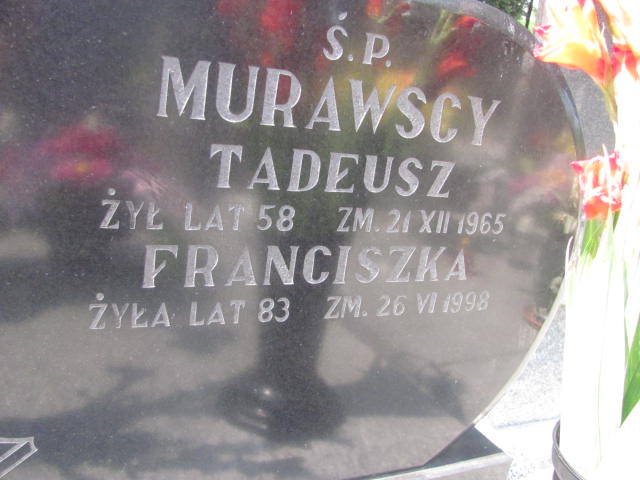 Ś.P.
MURAWSCY
TADEUSZ
ŻYŁ LAT 58 ZM. 21 XII 1965
FRANCISZKA
ŻYŁA LAT 83 ZM. 26 VI 1998